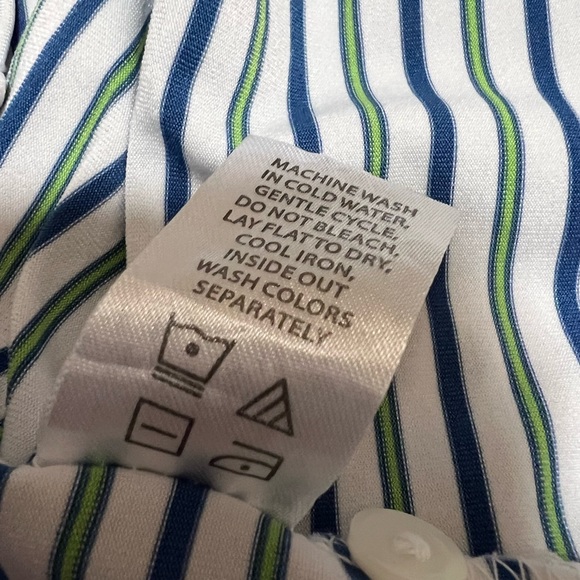 MACHINE WASH
IN COLD WATER,
GENTLE CYCLE,
DO NOT BLEACH,
LAY FLAT TO DRY,
COOL IRON,
INSIDE OUT
WASH COLORS
SEPARATELY